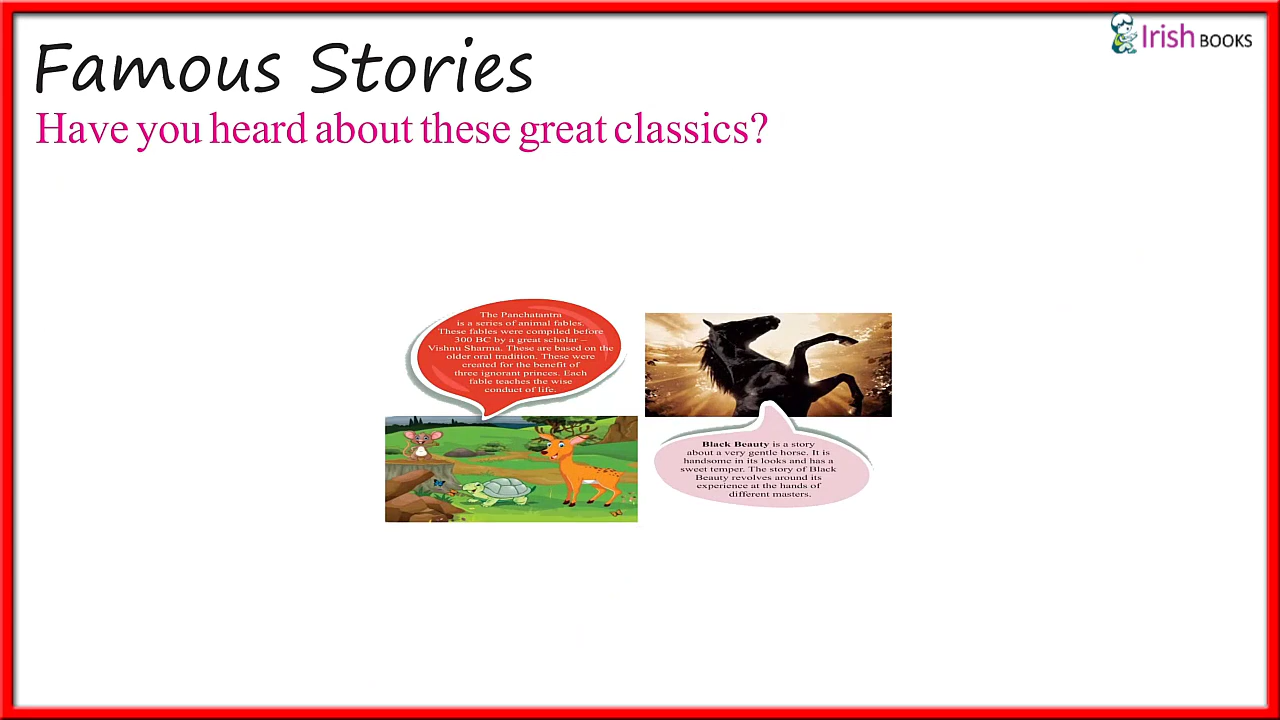 Irish BOOKS
Famous Stories
Have you heard about these great classics?
The Panchatantra
is a series of animal fables.
These fables were compiled before
300 BC by a great scholar –
Vishnu Sharma. These are based on the
older oral tradition. These were
created for the benefit of
three ignorant princes. Each
fable teaches the wise
conduct of life.
Black Beauty is a story
about a very gentle horse. It is
handsome in its looks and has a
sweet temper. The story of Black
Beauty revolves around its
experience at the hands of
different masters.